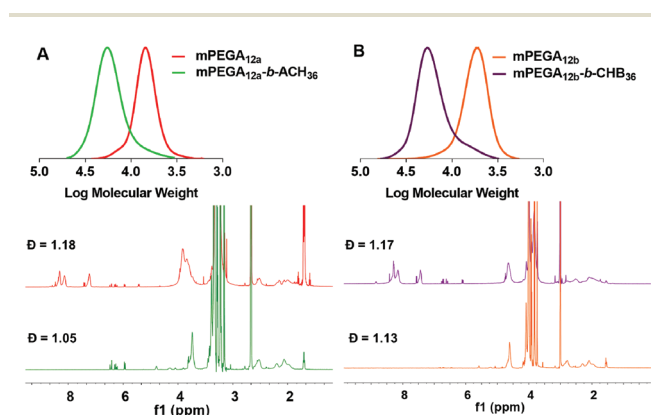 A
mPEGA12a
mPEGA12a-b-ACH36
5.0 4.5 4.0 3.5 3.0
Log Molecular Weight
Đ = 1.18
Đ = 1.05
8 6 4 3 2
f1 (ppm)
B
mPEGA12b
mPEGA12b-b-CHB36
5.0 4.5 4.0 3.5 3.0
Log Molecular Weight
Đ = 1.17
Đ = 1.13
8 6 4 2
f1 (ppm)